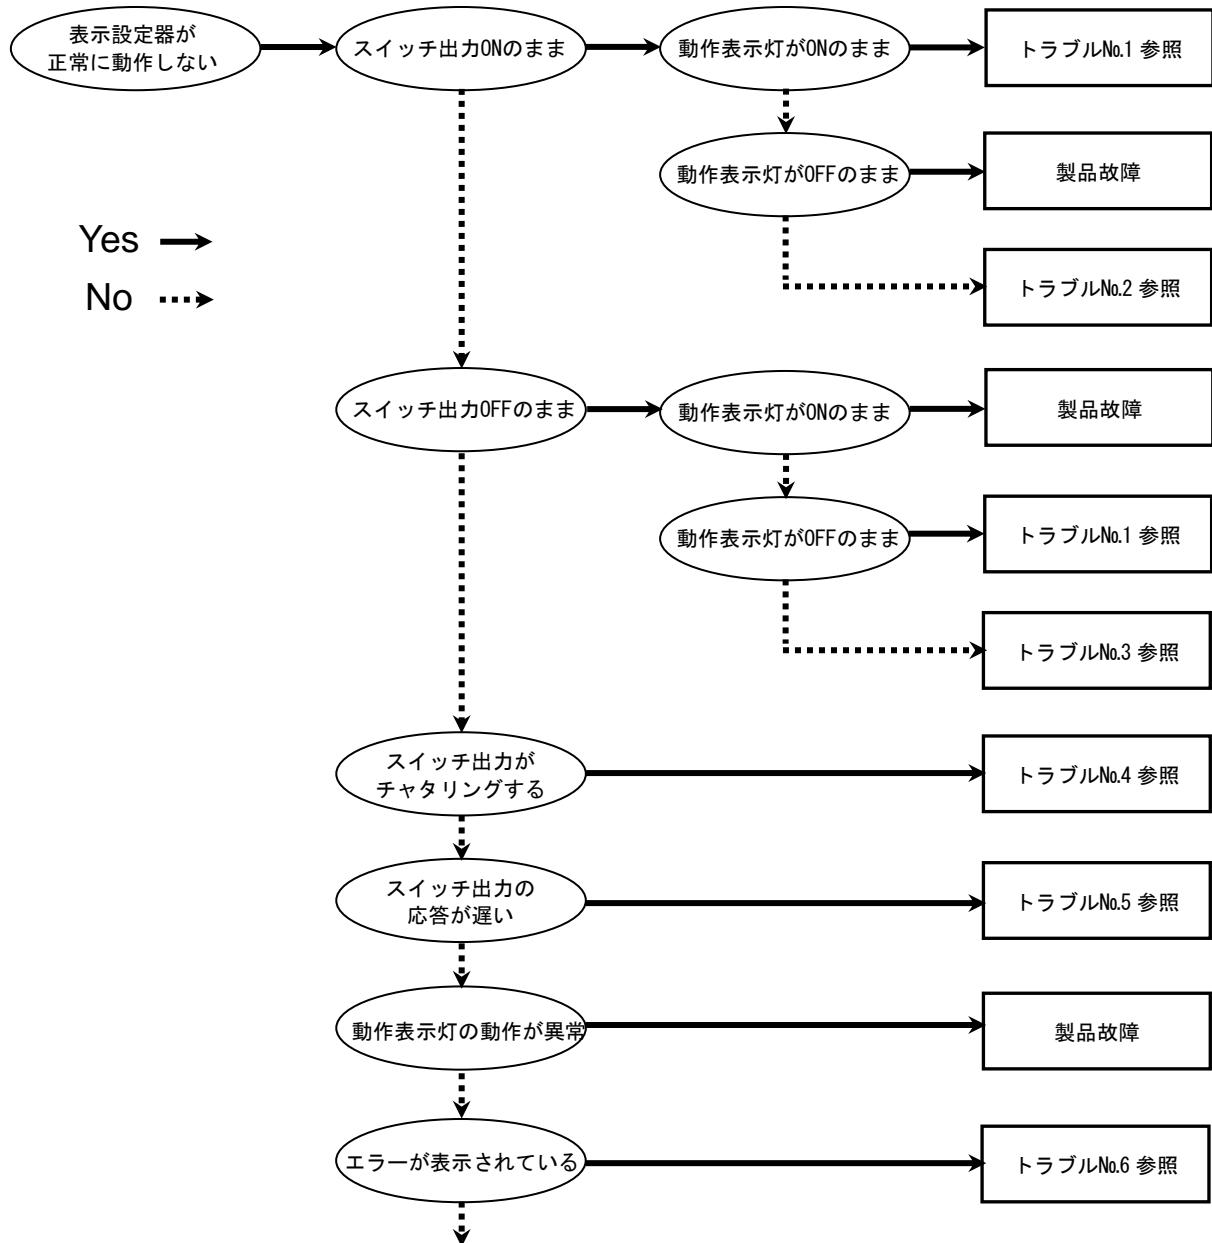 表示設定器が
正常に動作しない
スイッチ出力ONのまま
動作表示灯がONのまま
トラブル№1 参照
動作表示灯がOFFのまま
製品故障
Yes
No
トラブル№2 参照
スイッチ出力OFFのまま
動作表示灯がONのまま
製品故障
動作表示灯がOFFのまま
トラブル№1 参照
トラブル№3 参照
スイッチ出力が
チャタリングする
トラブル№4 参照
スイッチ出力の
応答が遅い
トラブル№5 参照
動作表示灯の動作が異常
製品故障
エラーが表示されている
トラブル№6 参照